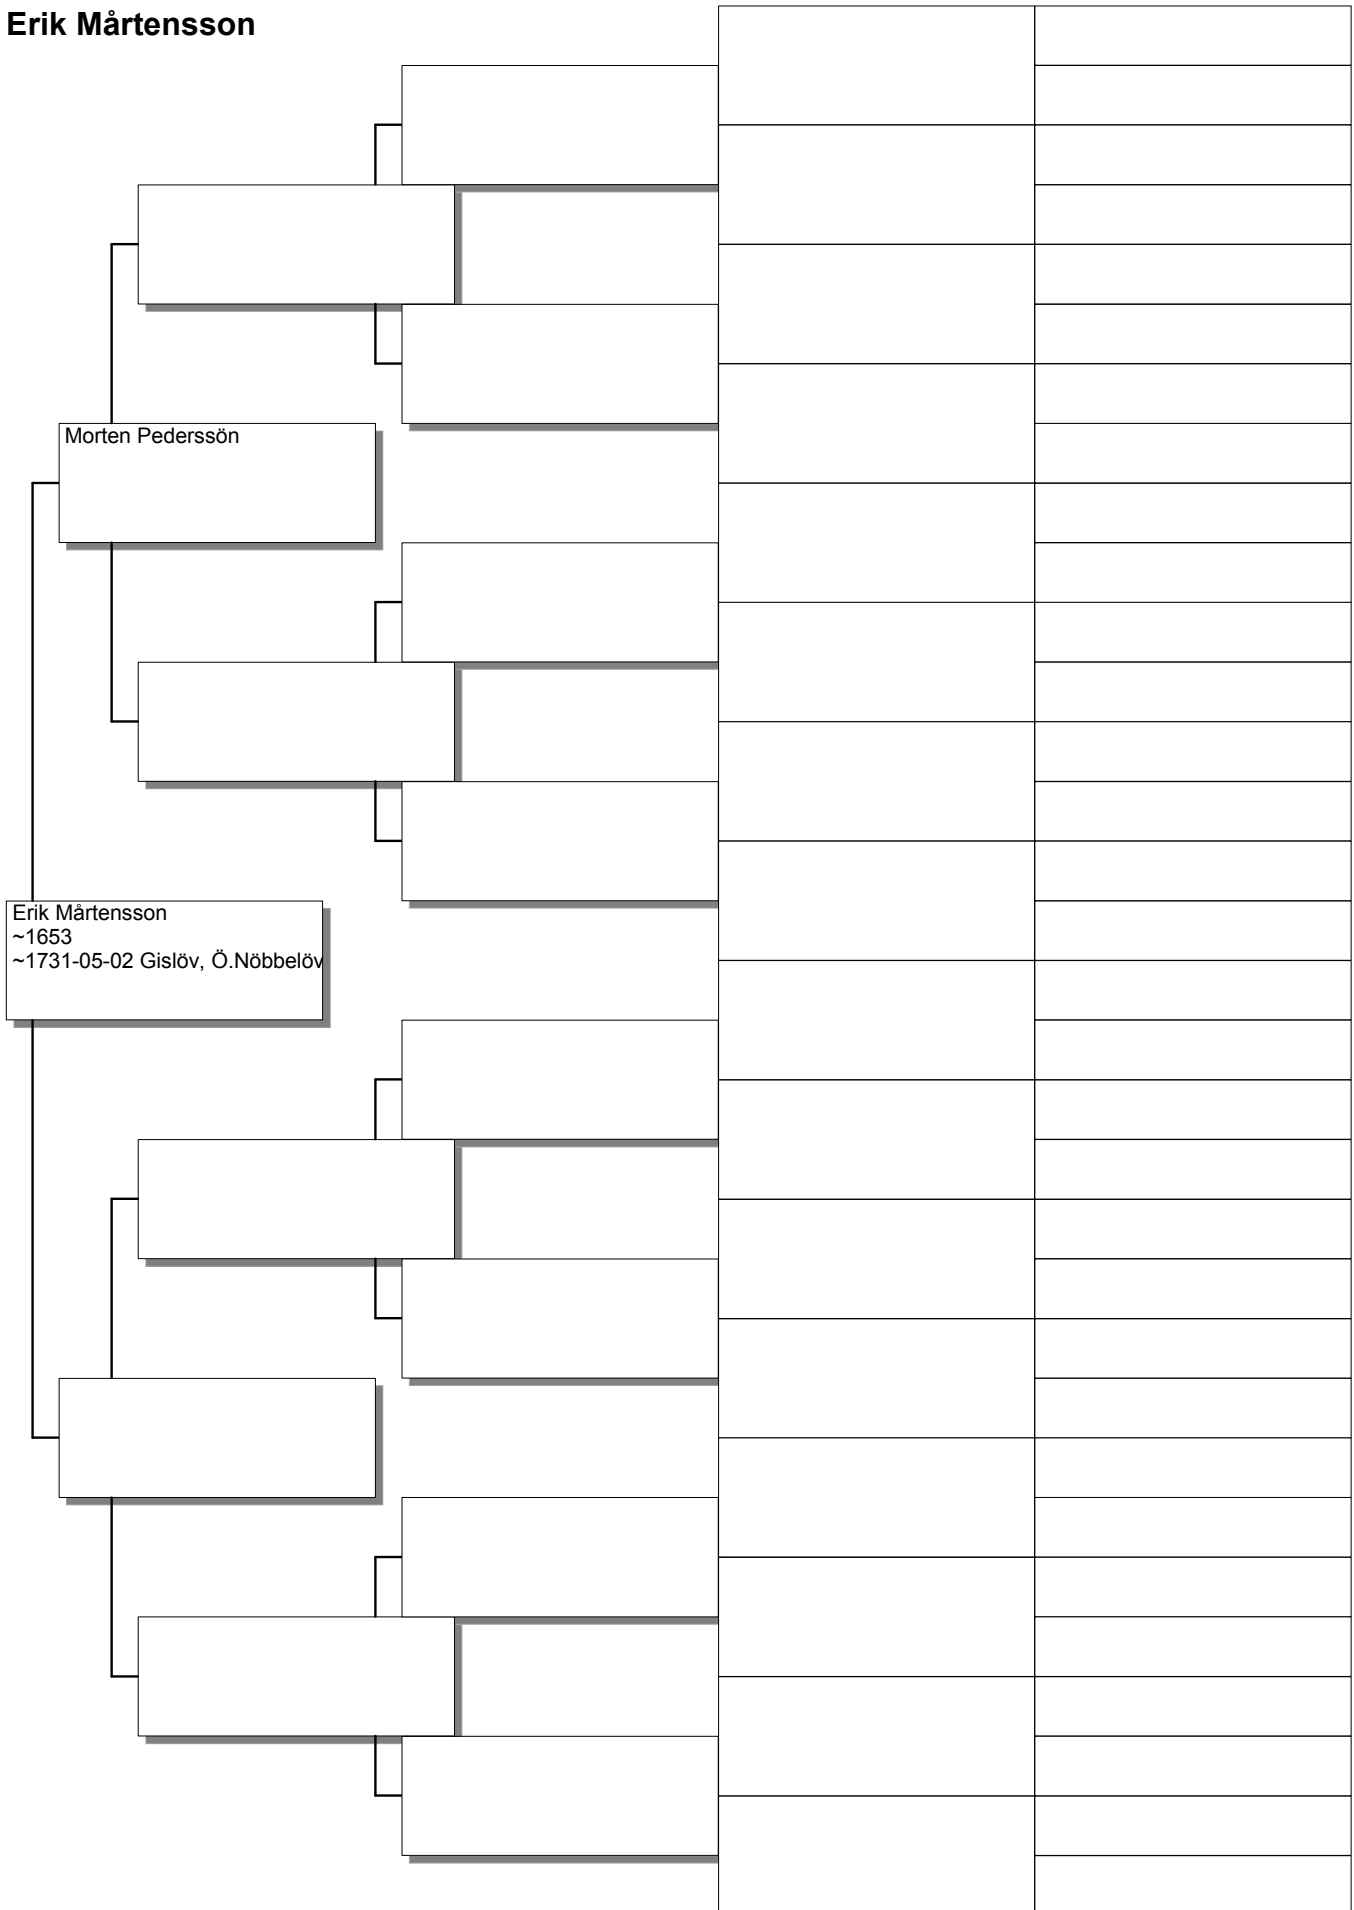 Erik Mårtensson
Morten Pederssön
Erik Mårtensson
~1653
~1731-05-02 Gislöv, Ö.Nöbbelöv